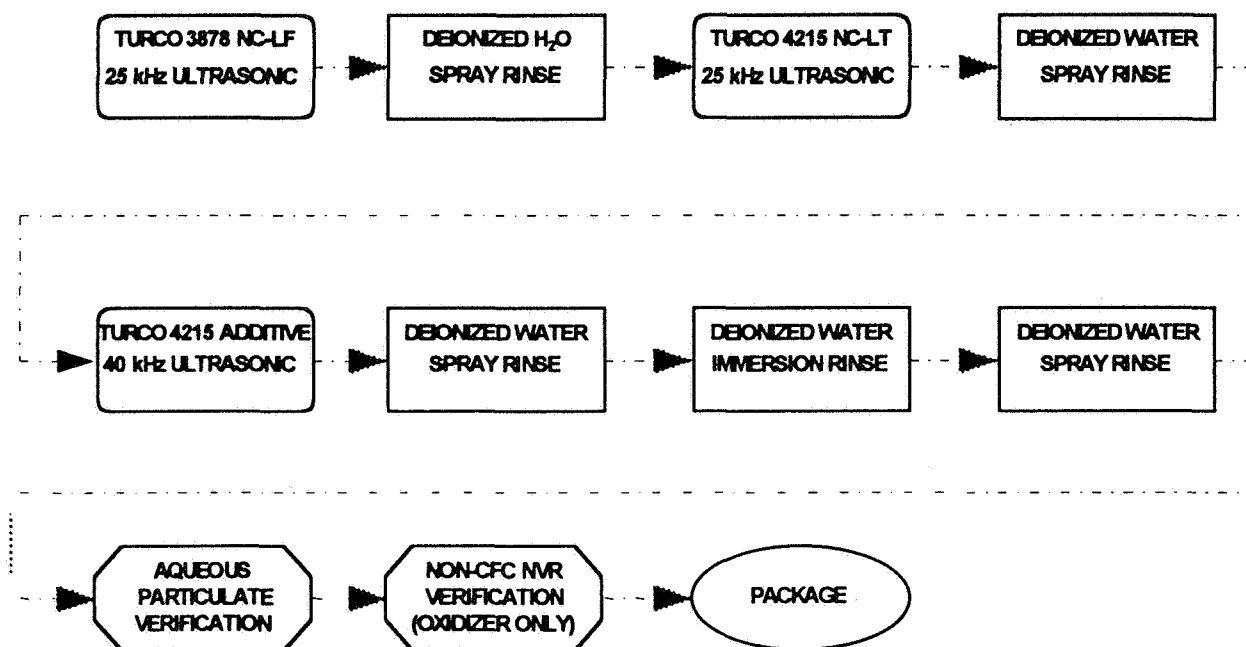 TURCO 3878 NC-LF
25 kHz ULTRASONIC
DEIONIZED H₂O
SPRAY RINSE
TURCO 4215 NC-LT
25 kHz ULTRASONIC
DEIONIZED WATER
SPRAY RINSE
TURCO 4215 ADDITIVE
40 kHz ULTRASONIC
DEIONIZED WATER
SPRAY RINSE
DEIONIZED WATER
IMMERSION RINSE
DEIONIZED WATER
SPRAY RINSE
AQUEOUS
PARTICULATE
VERIFICATION
NON-CFC NVR
VERIFICATION
(OXIDIZER ONLY)
PACKAGE